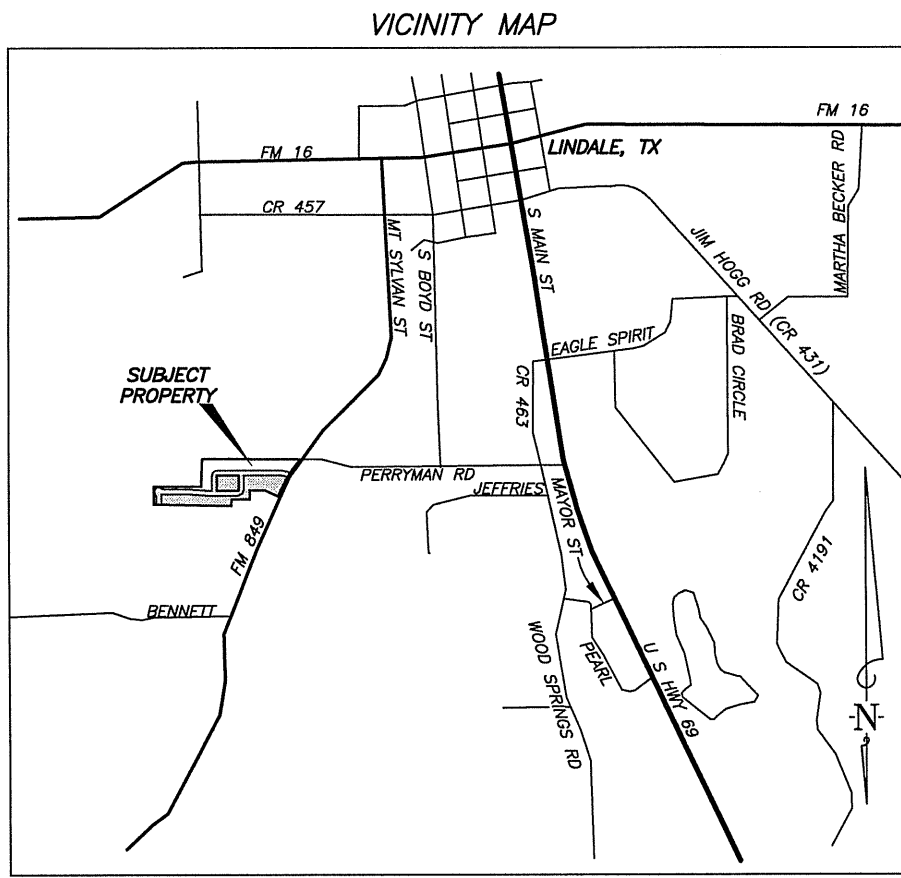 VICINITY MAP
FM 16
FM 16
LINDALE, TX
MARTHA BECKER RD
CR 457
MT SYLVAN ST
S BOYD ST
S MAIN ST
JIM HOGG RD (CR 431)
EAGLE SPIRIT
BRAD CIRCLE
CR 463
SUBJECT
PROPERTY
PERRYMAN RD
JEFFRIES
MAYOR ST
FM 849
CR 4191
BENNETT
WOOD SPRINGS RD
PEARL
U S HWY 69
N